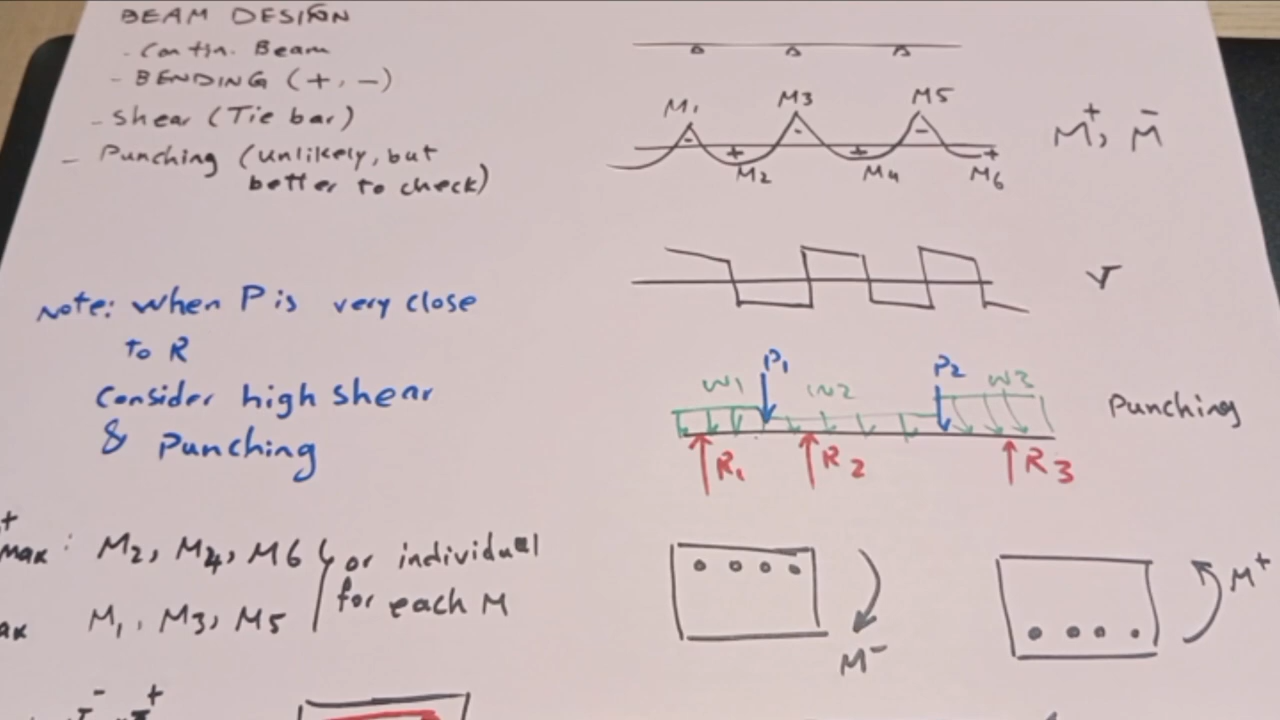 BEAM DESIGN
- Contin. Beam
- BENDING (+, -)
- Shear (Tie bar)
- Punching (unlikely, but
better to check)
M1 M3 M5
- - -
+ + +
M2 M4 M6
M+, M-
V
Note: when P is very close
to R
Consider high shear
& Punching
P1 P2
W1 W2 W3
Punching
R1 R2 R3
+
max : M2, M4, M6
M1, M3, M5
or individual
for each M
M-
M+
- +